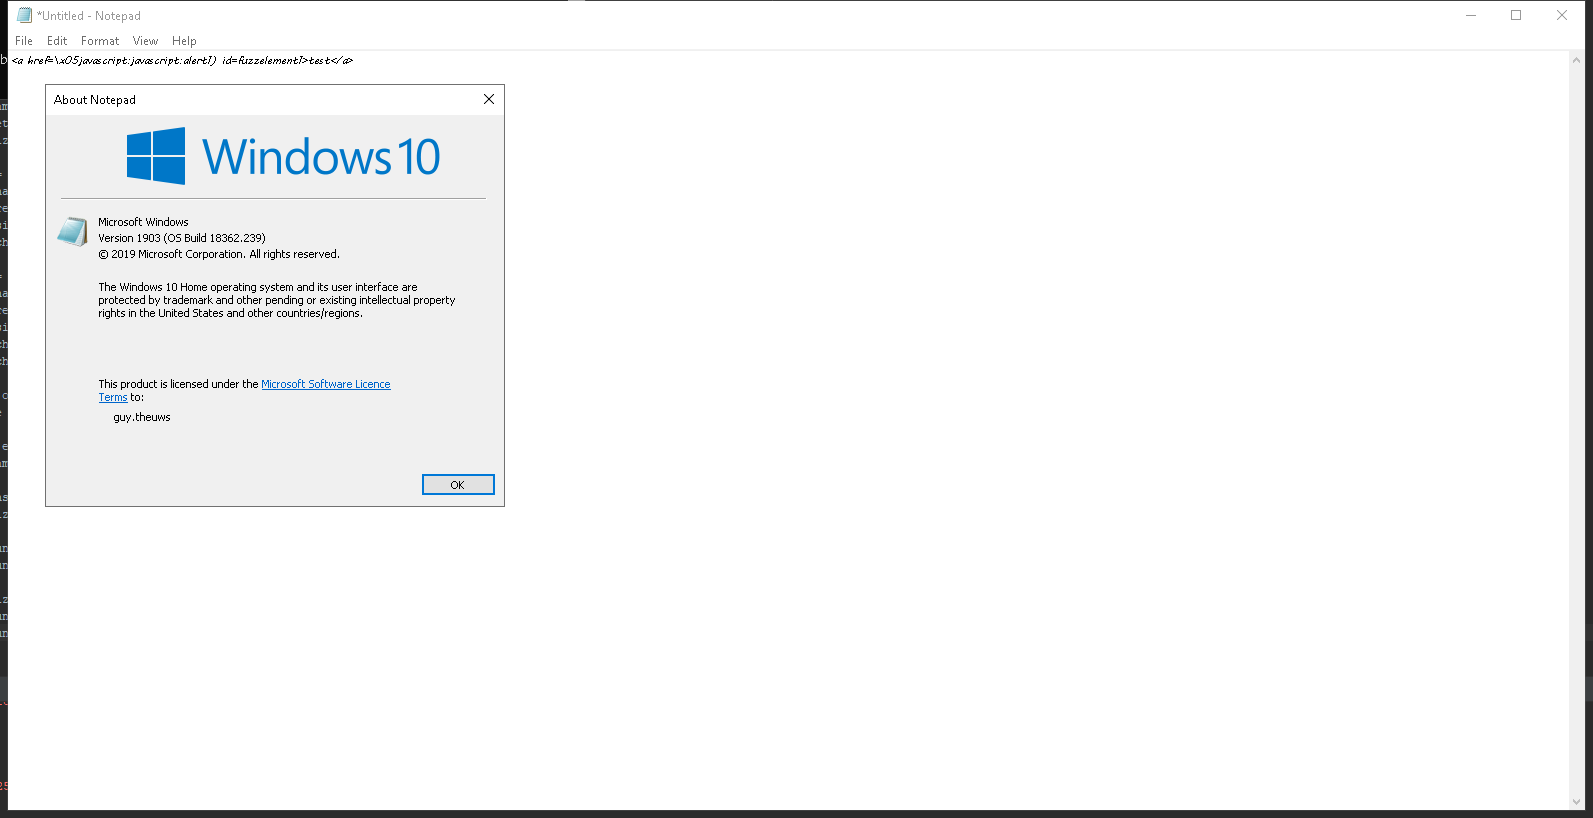 *Untitled - Notepad
File Edit Format View Help
<a href=\x05javascript:javascript:alert1) id=fuzzelement1>test</a>
About Notepad
Windows 10
Microsoft Windows
Version 1903 (OS Build 18362.239)
© 2019 Microsoft Corporation. All rights reserved.
The Windows 10 Home operating system and its user interface are
protected by trademark and other pending or existing intellectual property
rights in the United States and other countries/regions.
This product is licensed under the Microsoft Software Licence
Terms to:
guy.theuws
OK